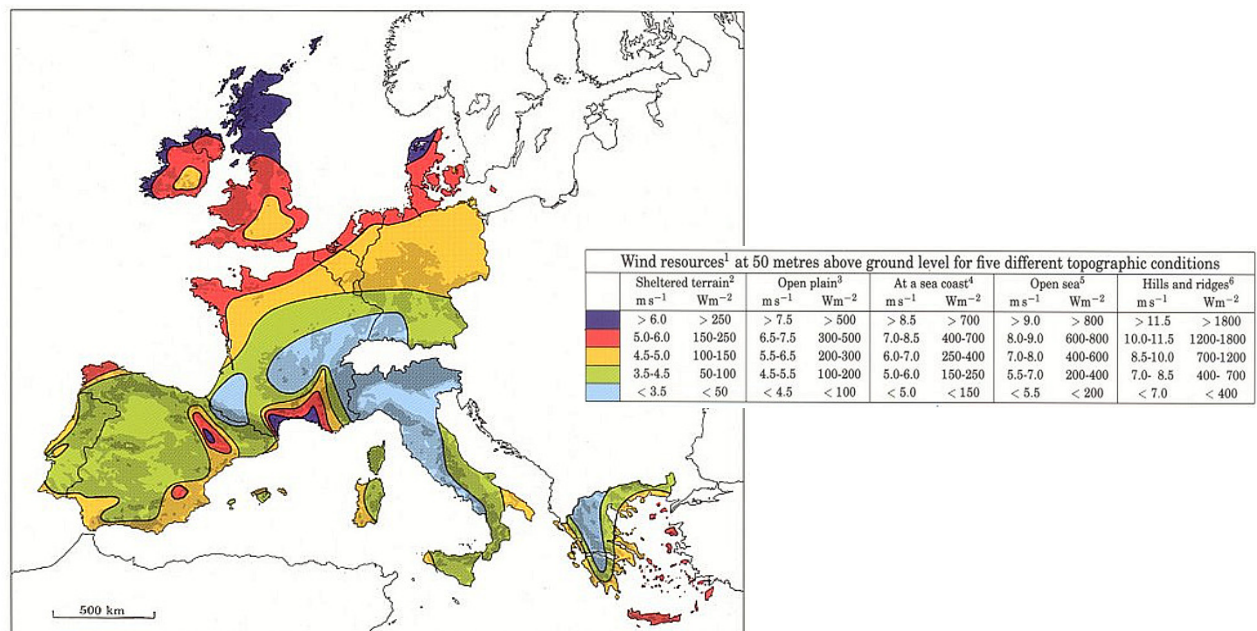 Wind resources¹ at 50 metres above ground level for five different topographic conditions
Sheltered terrain² Open plain³ At a sea coast⁴ Open sea⁵ Hills and ridges⁶
m s⁻¹ Wm⁻² m s⁻¹ Wm⁻² m s⁻¹ Wm⁻² m s⁻¹ Wm⁻² m s⁻¹ Wm⁻²
> 6.0 > 250 > 7.5 > 500 > 8.5 > 700 > 9.0 > 800 > 11.5 > 1800
5.0-6.0 150-250 6.5-7.5 300-500 7.0-8.5 400-700 8.0-9.0 600-800 10.0-11.5 1200-1800
4.5-5.0 100-150 5.5-6.5 200-300 6.0-7.0 250-400 7.0-8.0 400-600 8.5-10.0 700-1200
3.5-4.5 50-100 4.5-5.5 100-200 5.0-6.0 150-250 5.5-7.0 200-400 7.0- 8.5 400- 700
< 3.5 < 50 < 4.5 < 100 < 5.0 < 150 < 5.5 < 200 < 7.0 < 400
500 km